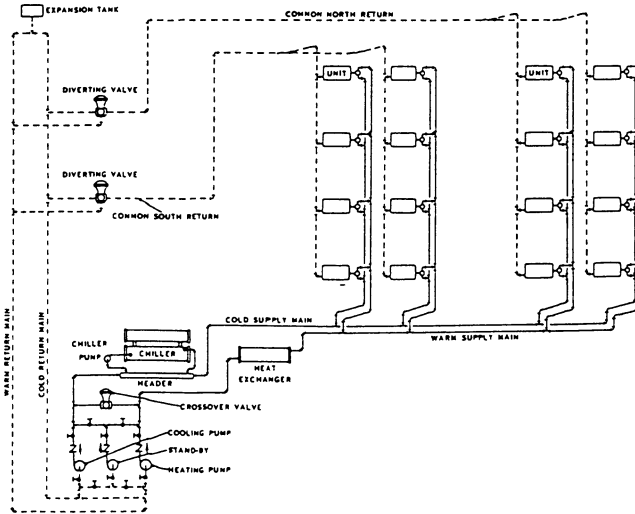 EXPANSION TANK
COMMON NORTH RETURN
UNIT
UNIT
DIVERTING VALVE
DIVERTING VALVE
COMMON SOUTH RETURN
WARM RETURN MAIN
COLD RETURN MAIN
COLD SUPPLY MAIN
WARM SUPPLY MAIN
CHILLER
PUMP
CHILLER
HEADER
HEAT
EXCHANGER
CROSSOVER VALVE
COOLING PUMP
STAND-BY
HEATING PUMP